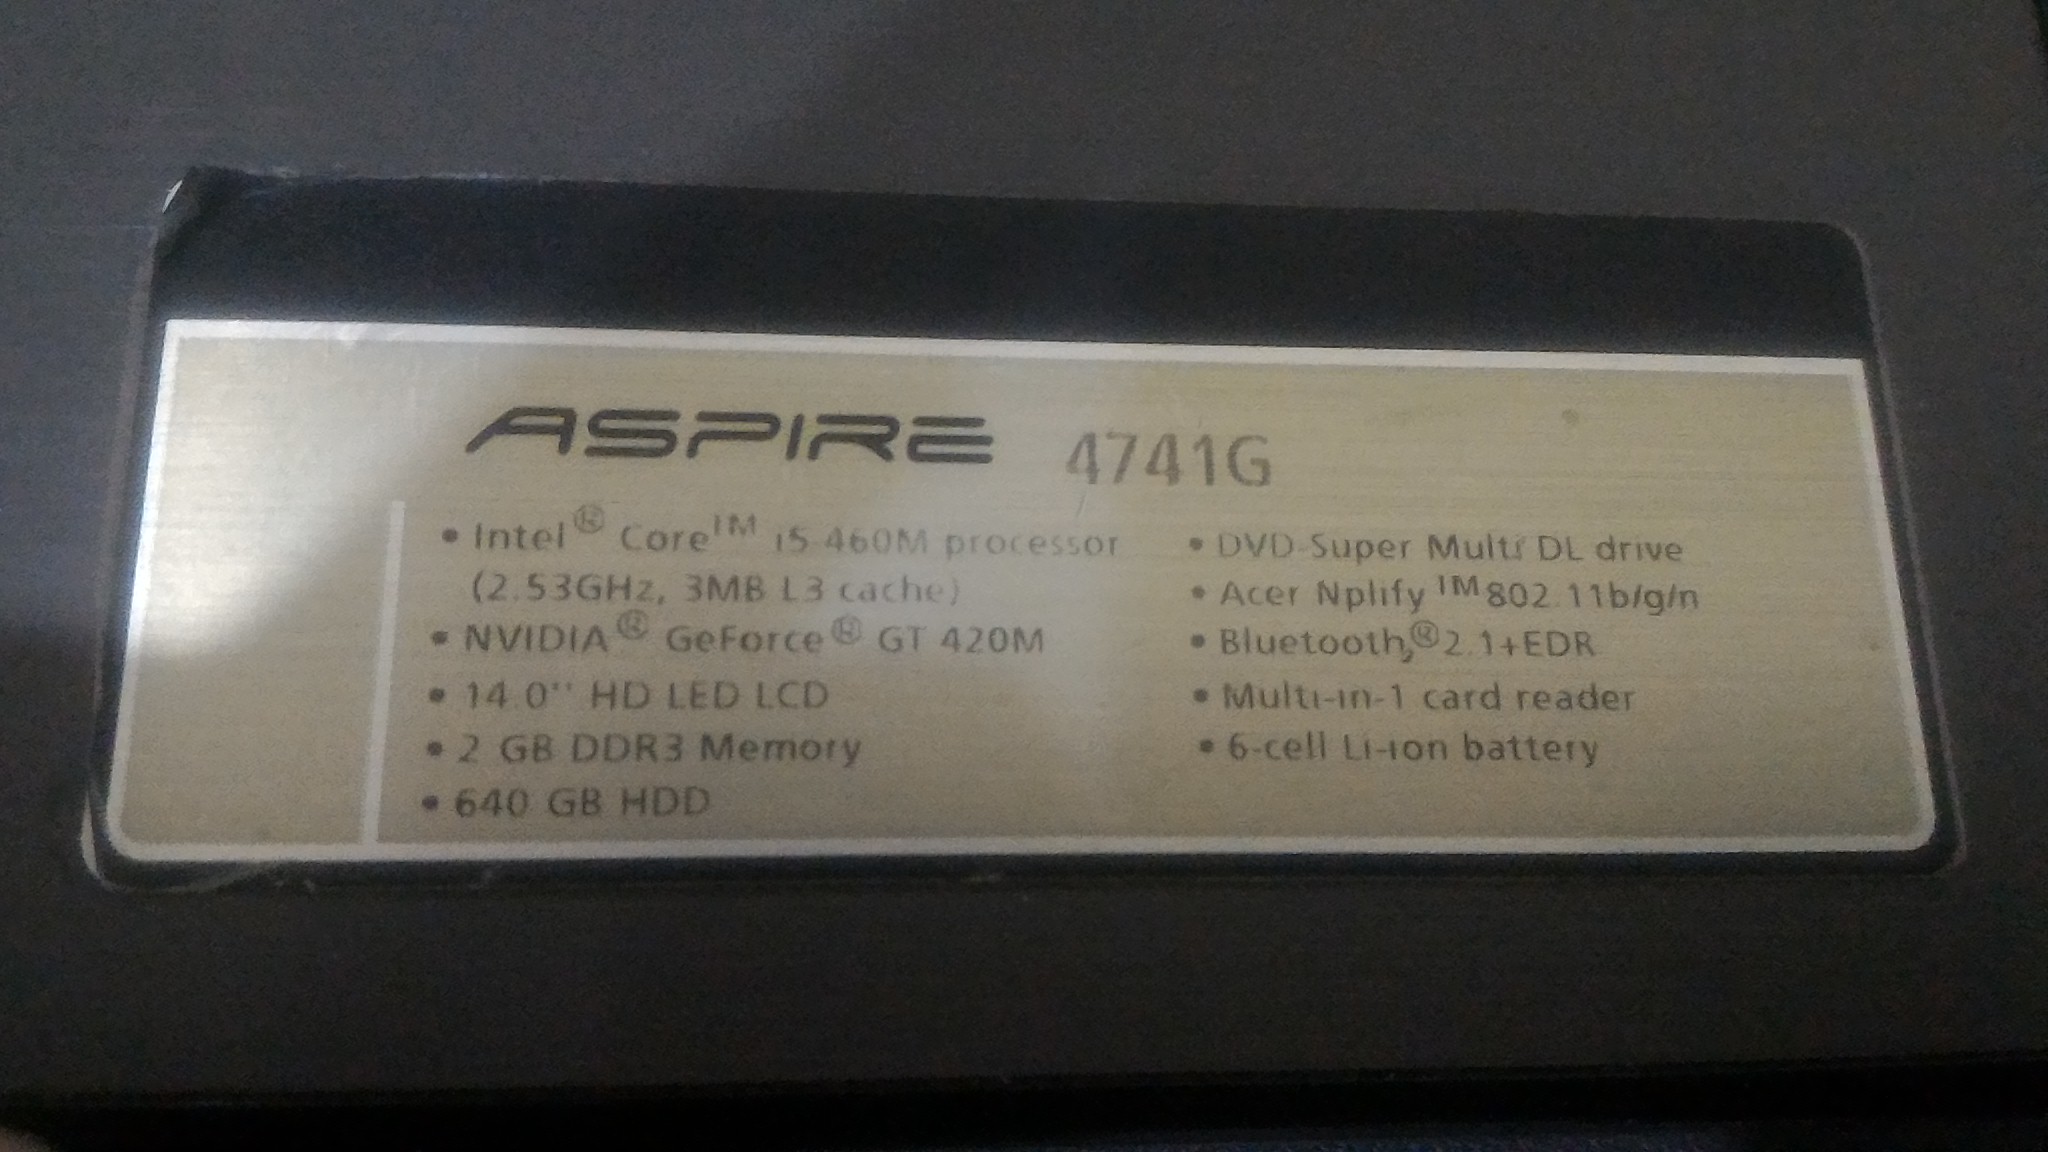 ASPIRE 4741G
• Intel® Core™ i5-460M processor
(2.53GHz, 3MB L3 cache)
• NVIDIA® GeForce® GT 420M
• 14.0'' HD LED LCD
• 2 GB DDR3 Memory
• 640 GB HDD
• DVD-Super Multi DL drive
• Acer Nplify™802.11b/g/n
• Bluetooth®2.1+EDR
• Multi-in-1 card reader
• 6-cell Li-ion battery